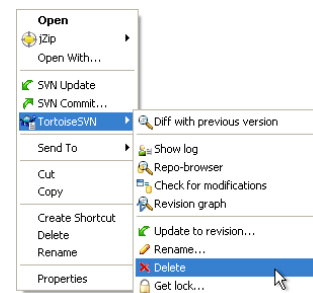 Open
jZip
Open With...
SVN Update
SVN Commit...
TortoiseSVN
Send To
Cut
Copy
Create Shortcut
Delete
Rename
Properties
Diff with previous version
Show log
Repo-browser
Check for modifications
Revision graph
Update to revision...
Rename...
Delete
Get lock...